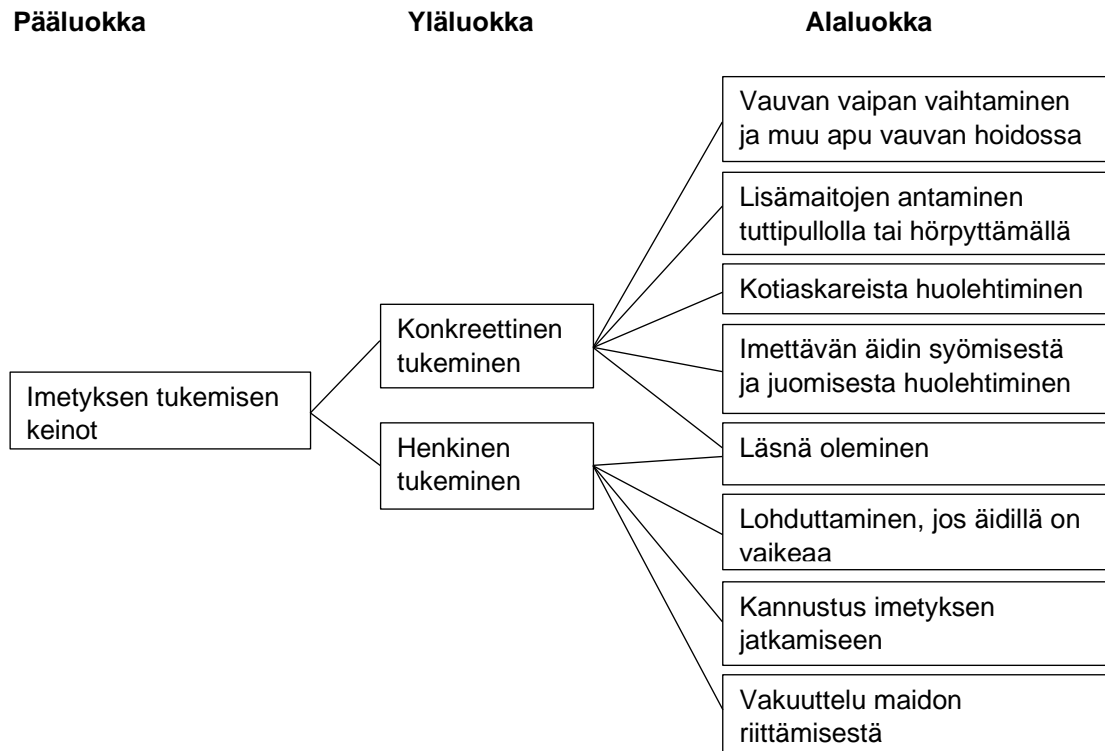 Pääluokka Yläluokka Alaluokka
Imetyksen tukemisen
keinot
Konkreettinen
tukeminen
Henkinen
tukeminen
Vauvan vaipan vaihtaminen
ja muu apu vauvan hoidossa
Lisämaitojen antaminen
tuttipullolla tai hörpyttämällä
Kotiaskareista huolehtiminen
Imettävän äidin syömisestä
ja juomisesta huolehtiminen
Läsnä oleminen
Lohduttaminen, jos äidillä on
vaikeaa
Kannustus imetyksen
jatkamiseen
Vakuuttelu maidon
riittämisestä